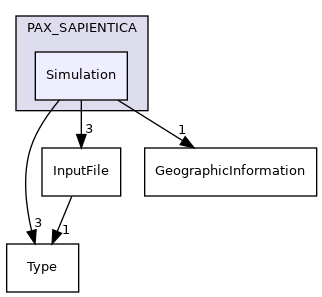 PAX_SAPIENTICA
Simulation
3
1
InputFile
GeographicInformation
3
1
Type